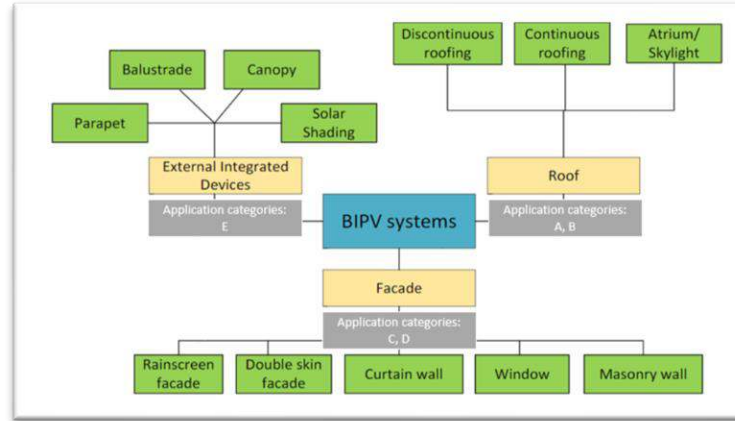 Discontinuous
roofing
Continuous
roofing
Atrium/
Skylight
Balustrade
Canopy
Parapet
Solar
Shading
External Integrated
Devices
Roof
Application categories:
E
BIPV systems
Application categories:
A, B
Facade
Application categories:
C, D
Rainscreen
facade
Double skin
facade
Curtain wall
Window
Masonry wall